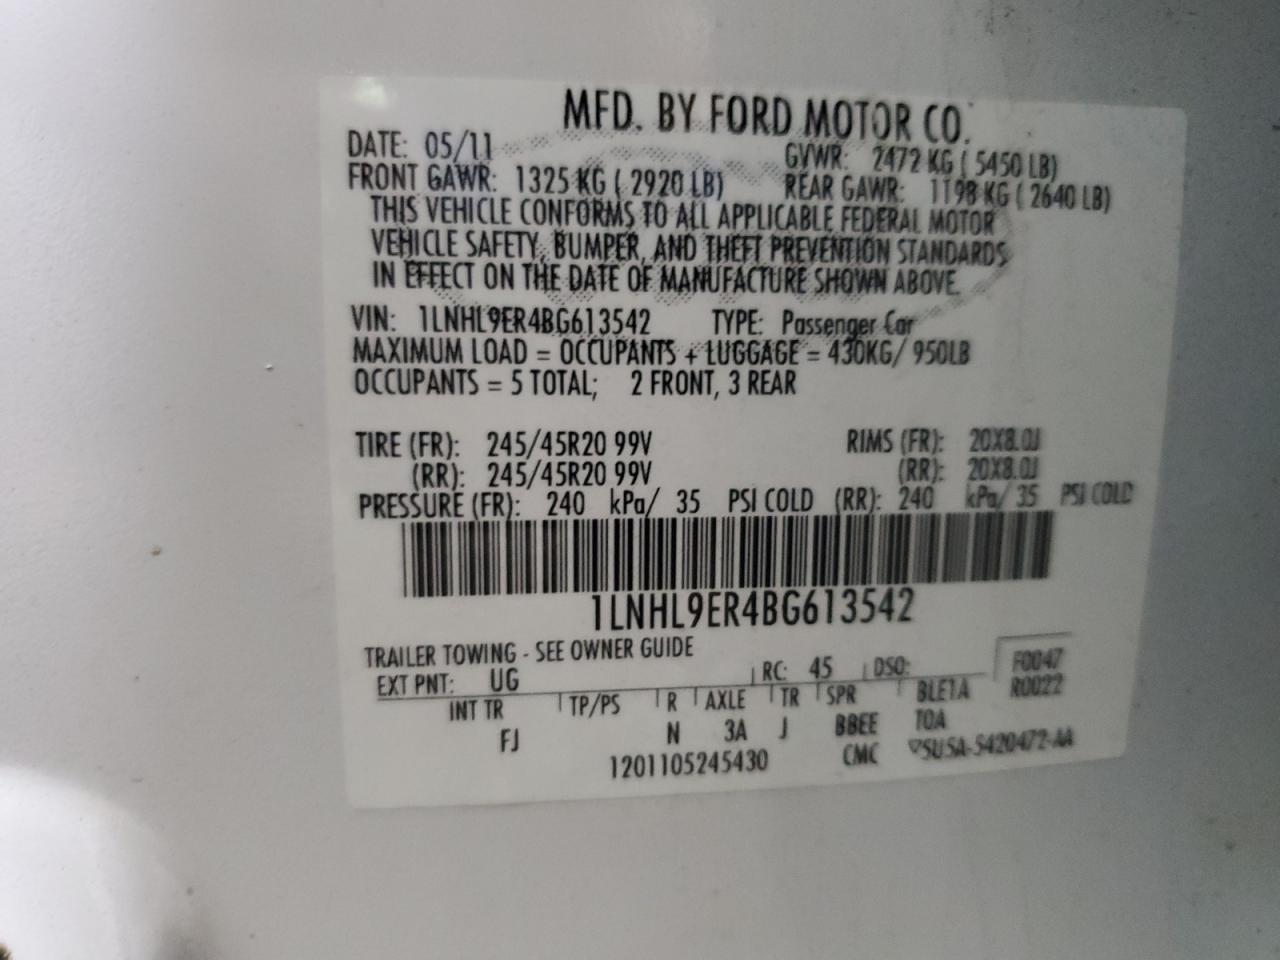 MFD. BY FORD MOTOR CO.
DATE: 05/11 GVWR: 2472 KG ( 5450 LB)
FRONT GAWR: 1325 KG ( 2920 LB) REAR GAWR: 1198 KG ( 2640 LB)
THIS VEHICLE CONFORMS TO ALL APPLICABLE FEDERAL MOTOR
VEHICLE SAFETY, BUMPER, AND THEFT PREVENTION STANDARDS
IN EFFECT ON THE DATE OF MANUFACTURE SHOWN ABOVE.
VIN: 1LNHL9ER4BG613542 TYPE: Passenger Car
MAXIMUM LOAD = OCCUPANTS + LUGGAGE = 430KG/ 950LB
OCCUPANTS = 5 TOTAL; 2 FRONT, 3 REAR
TIRE (FR): 245/45R20 99V RIMS (FR): 20X8.0J
(RR): 245/45R20 99V (RR): 20X8.0J
PRESSURE (FR): 240 kPa/ 35 PSI COLD (RR): 240 kPa/ 35 PSI COLD
1LNHL9ER4BG613542
TRAILER TOWING - SEE OWNER GUIDE
EXT PNT: UG RC: 45 DSO: F0047
R0022
INT TR TP/PS R AXLE TR SPR BLETA
FJ N 3A J BBEE TOA
1201105245430 CMC 5U5A-5420472-AA